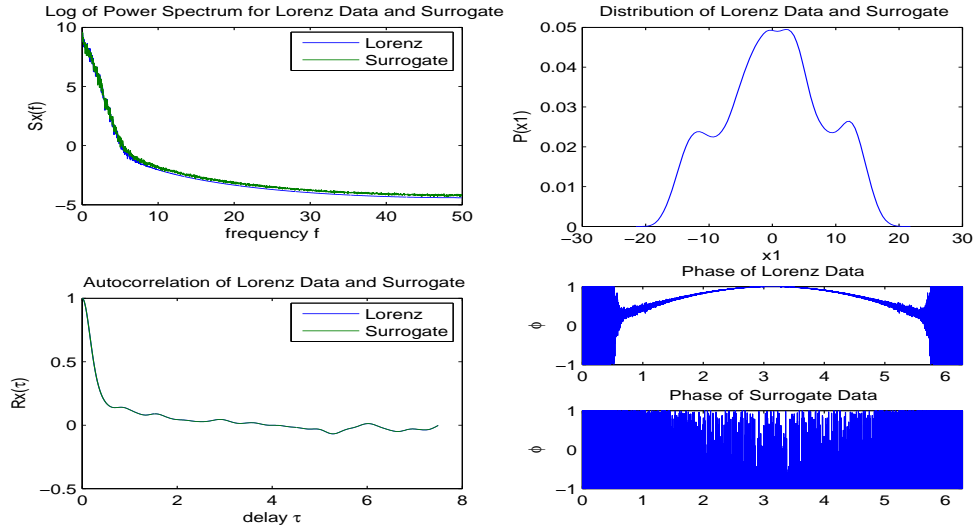 Log of Power Spectrum for Lorenz Data and Surrogate
10
5
0
−5
Sx(f)
Lorenz
Surrogate
0 10 20 30 40 50
frequency f
Distribution of Lorenz Data and Surrogate
0.05
0.04
0.03
0.02
0.01
0
P(x1)
−30 −20 −10 0 10 20 30
x1
Autocorrelation of Lorenz Data and Surrogate
1
0.5
0
−0.5
Rx(τ)
Lorenz
Surrogate
0 2 4 6 8
delay τ
Phase of Lorenz Data
1
0
−1
ϕ
0 1 2 3 4 5 6
Phase of Surrogate Data
1
0
−1
ϕ
0 1 2 3 4 5 6